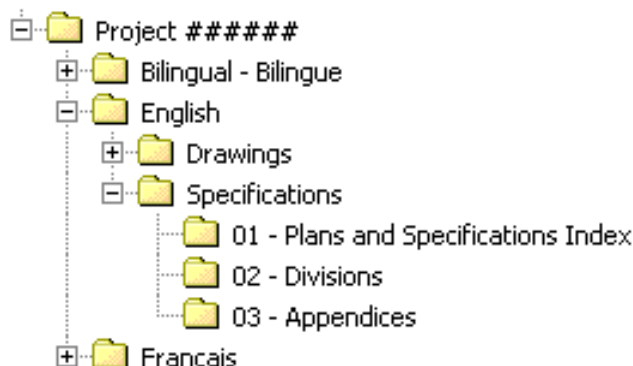 Project ######
Bilingual - Bilingue
English
Drawings
Specifications
01 - Plans and Specifications Index
02 - Divisions
03 - Appendices
Francais